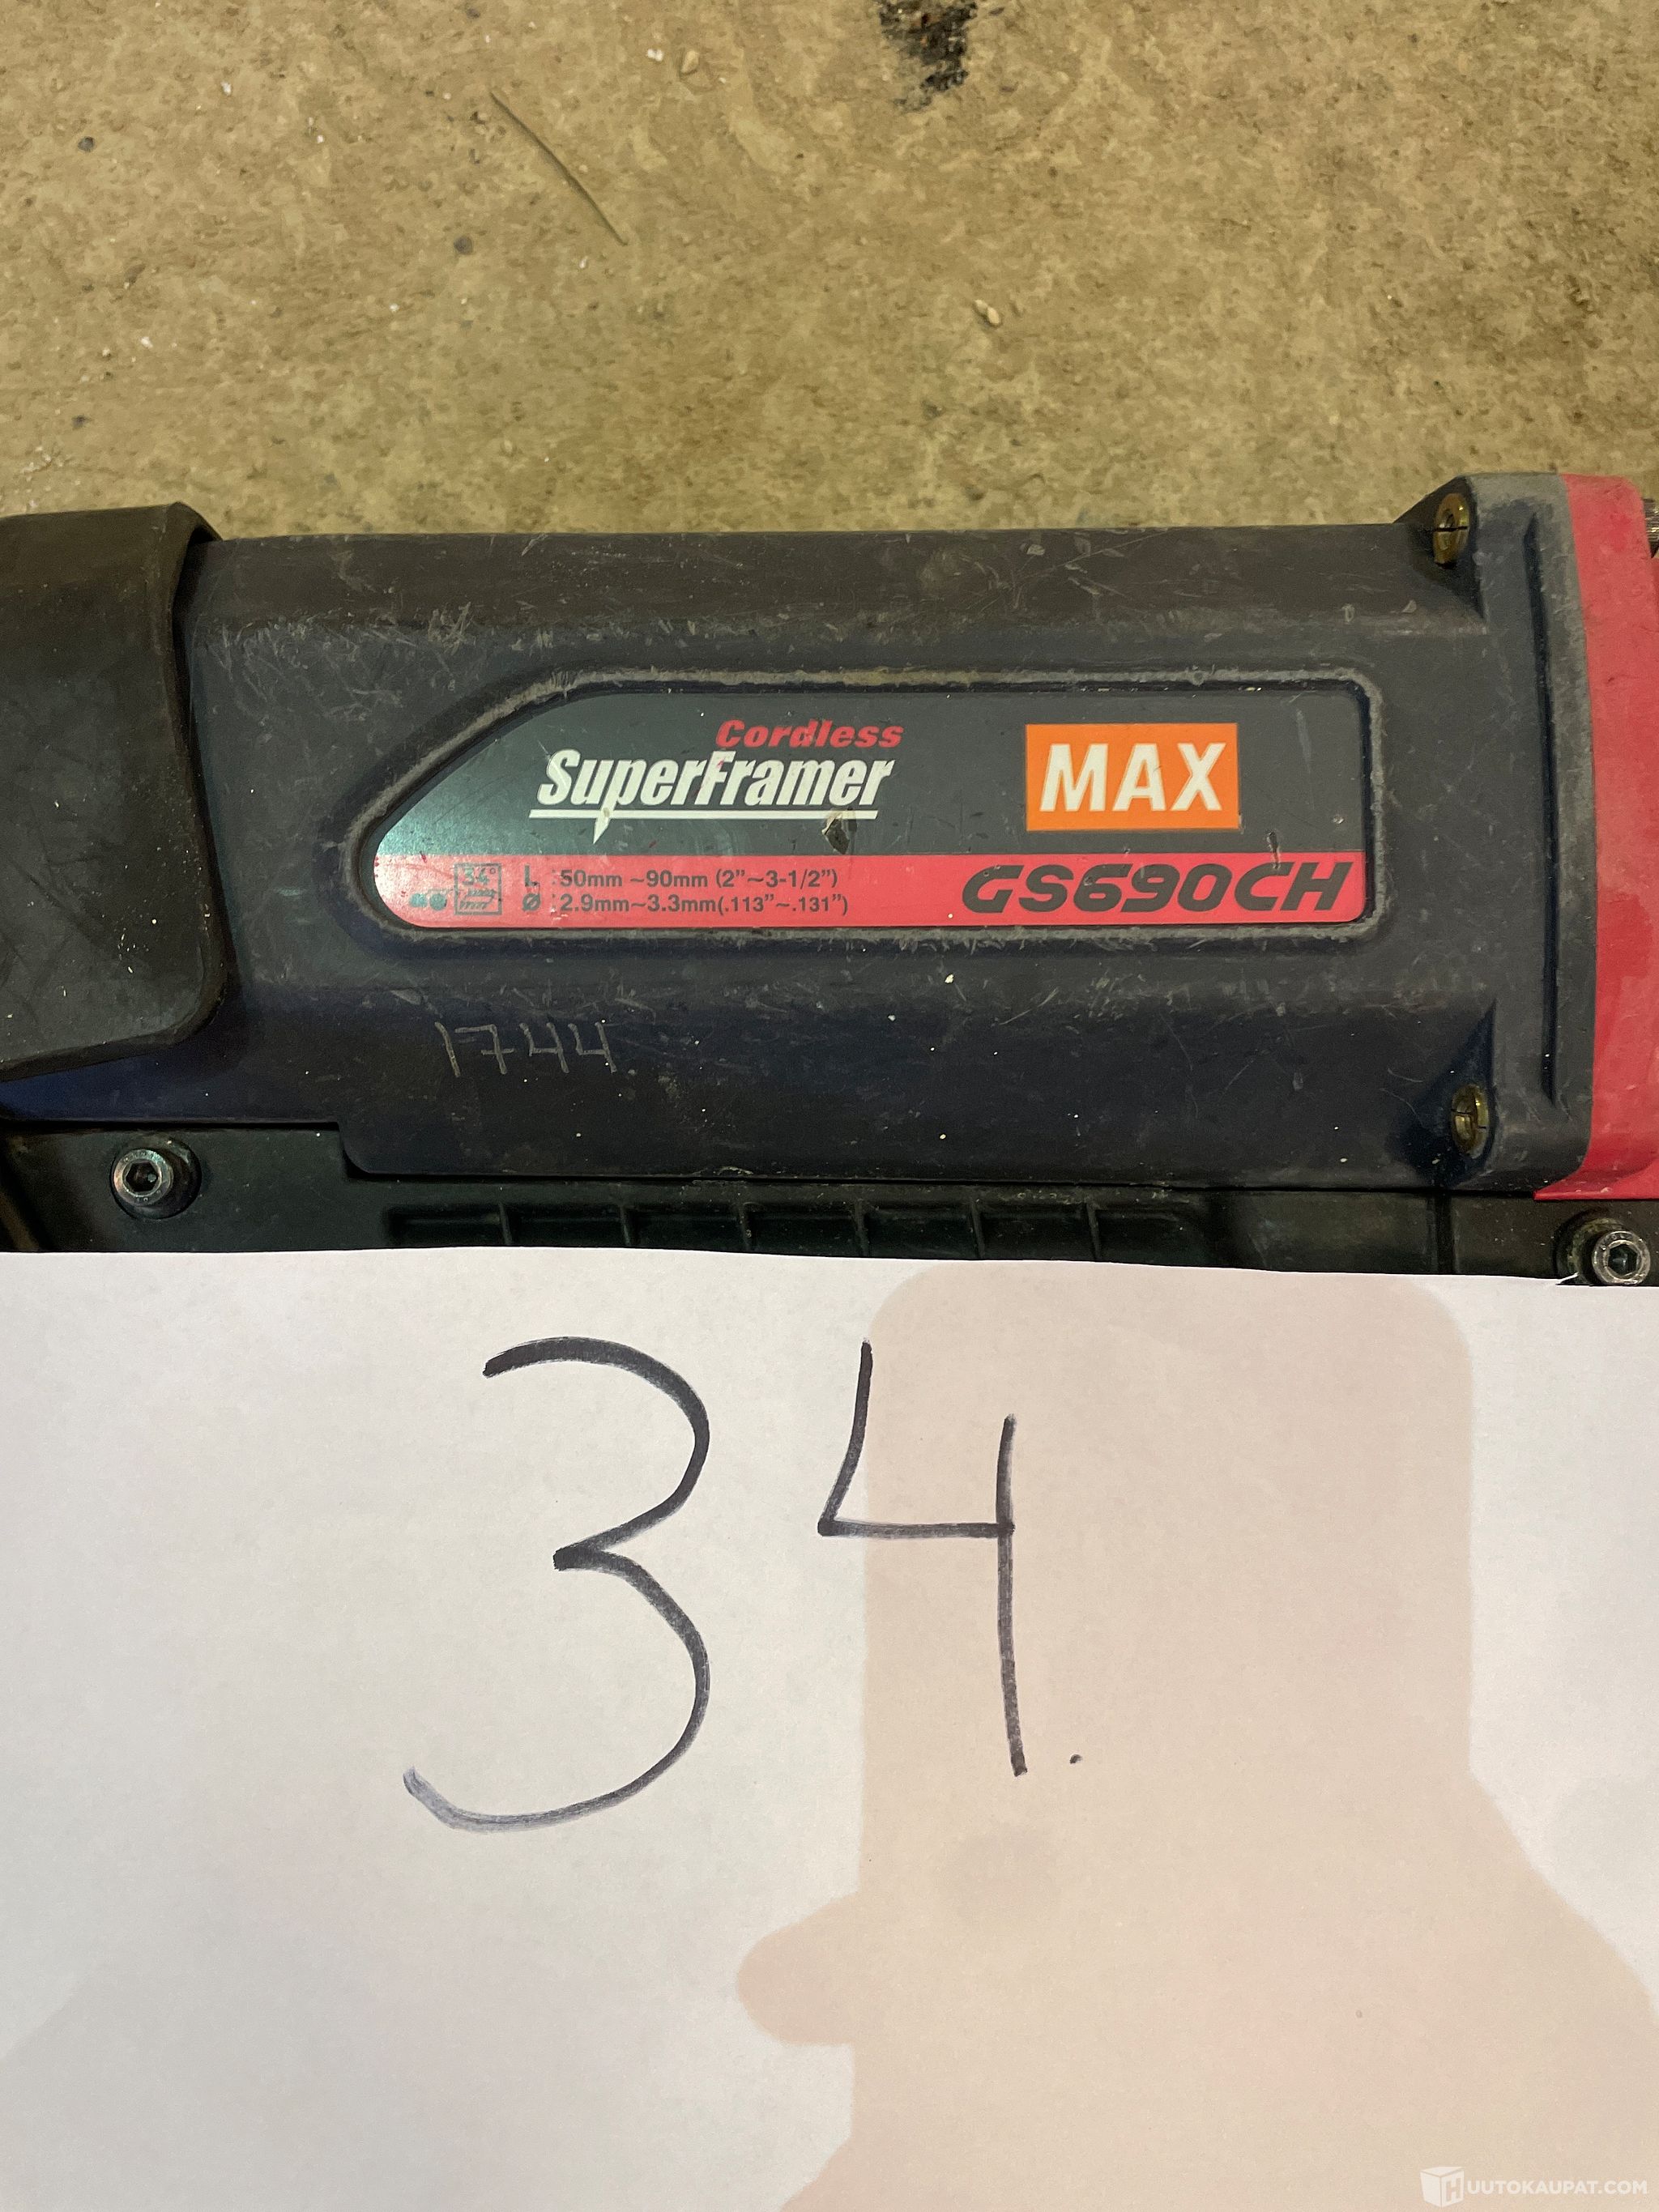 Cordless
SuperFramer
MAX
34°
L : 50mm ~90mm (2”~3-1/2”)
Ø : 2.9mm~3.3mm(.113”~.131”)
GS690CH
1744
34.
HUUTOKAUPAT.COM